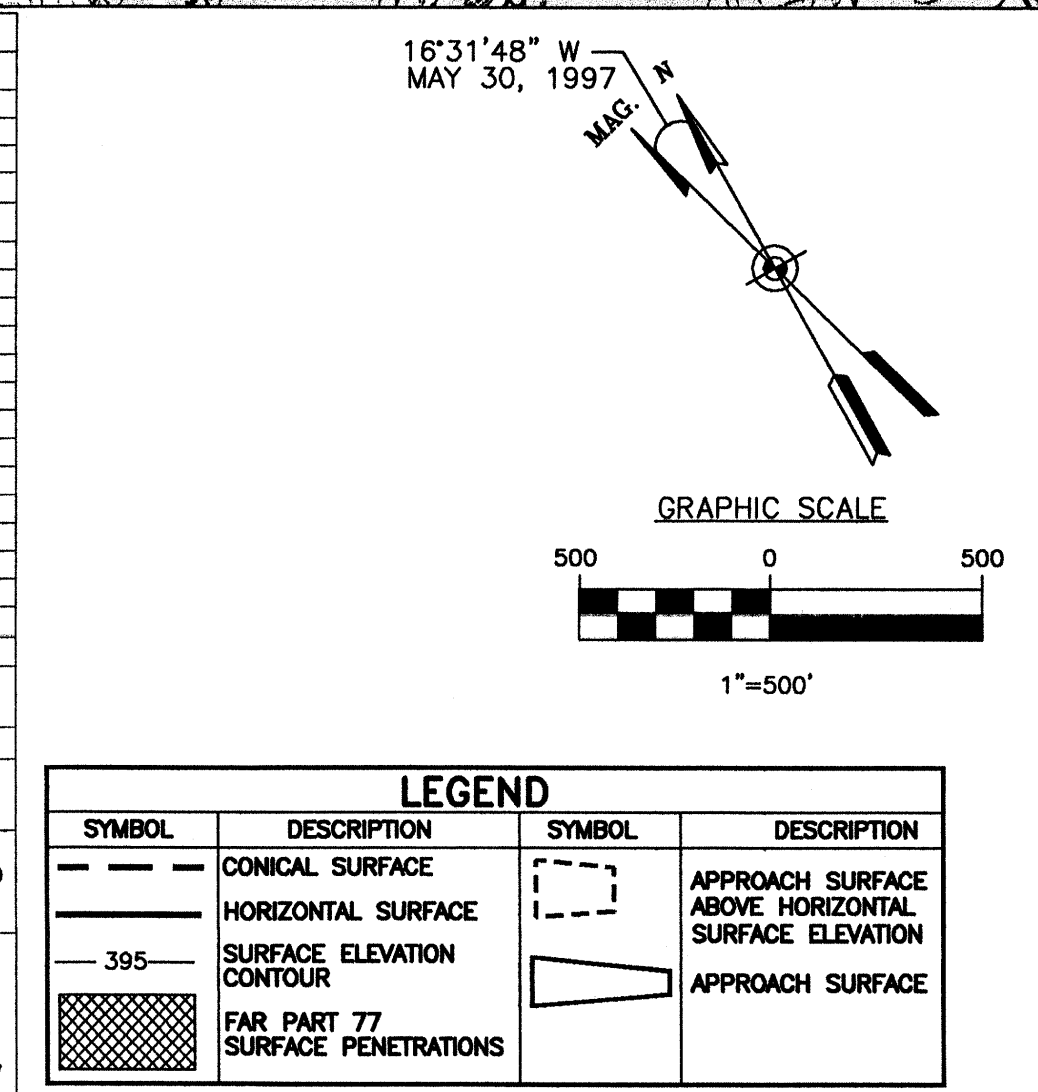 16°31'48" W
MAY 30, 1997
MAG. N
GRAPHIC SCALE
500 0 500
1"=500'
LEGEND
SYMBOL DESCRIPTION SYMBOL DESCRIPTION
CONICAL SURFACE
HORIZONTAL SURFACE
395
SURFACE ELEVATION
CONTOUR
FAR PART 77
SURFACE PENETRATIONS
APPROACH SURFACE
ABOVE HORIZONTAL
SURFACE ELEVATION
APPROACH SURFACE